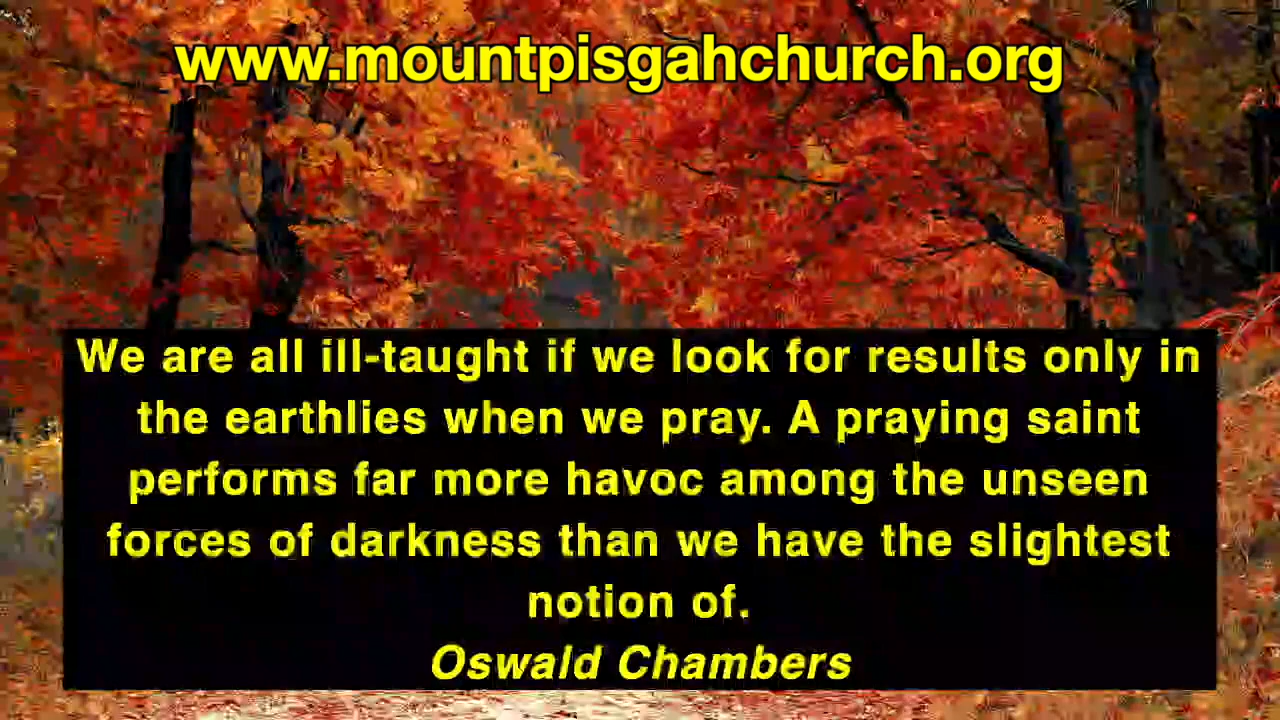 www.mountpisgahchurch.org
We are all ill-taught if we look for results only in
the earthlies when we pray. A praying saint
performs far more havoc among the unseen
forces of darkness than we have the slightest
notion of.
Oswald Chambers